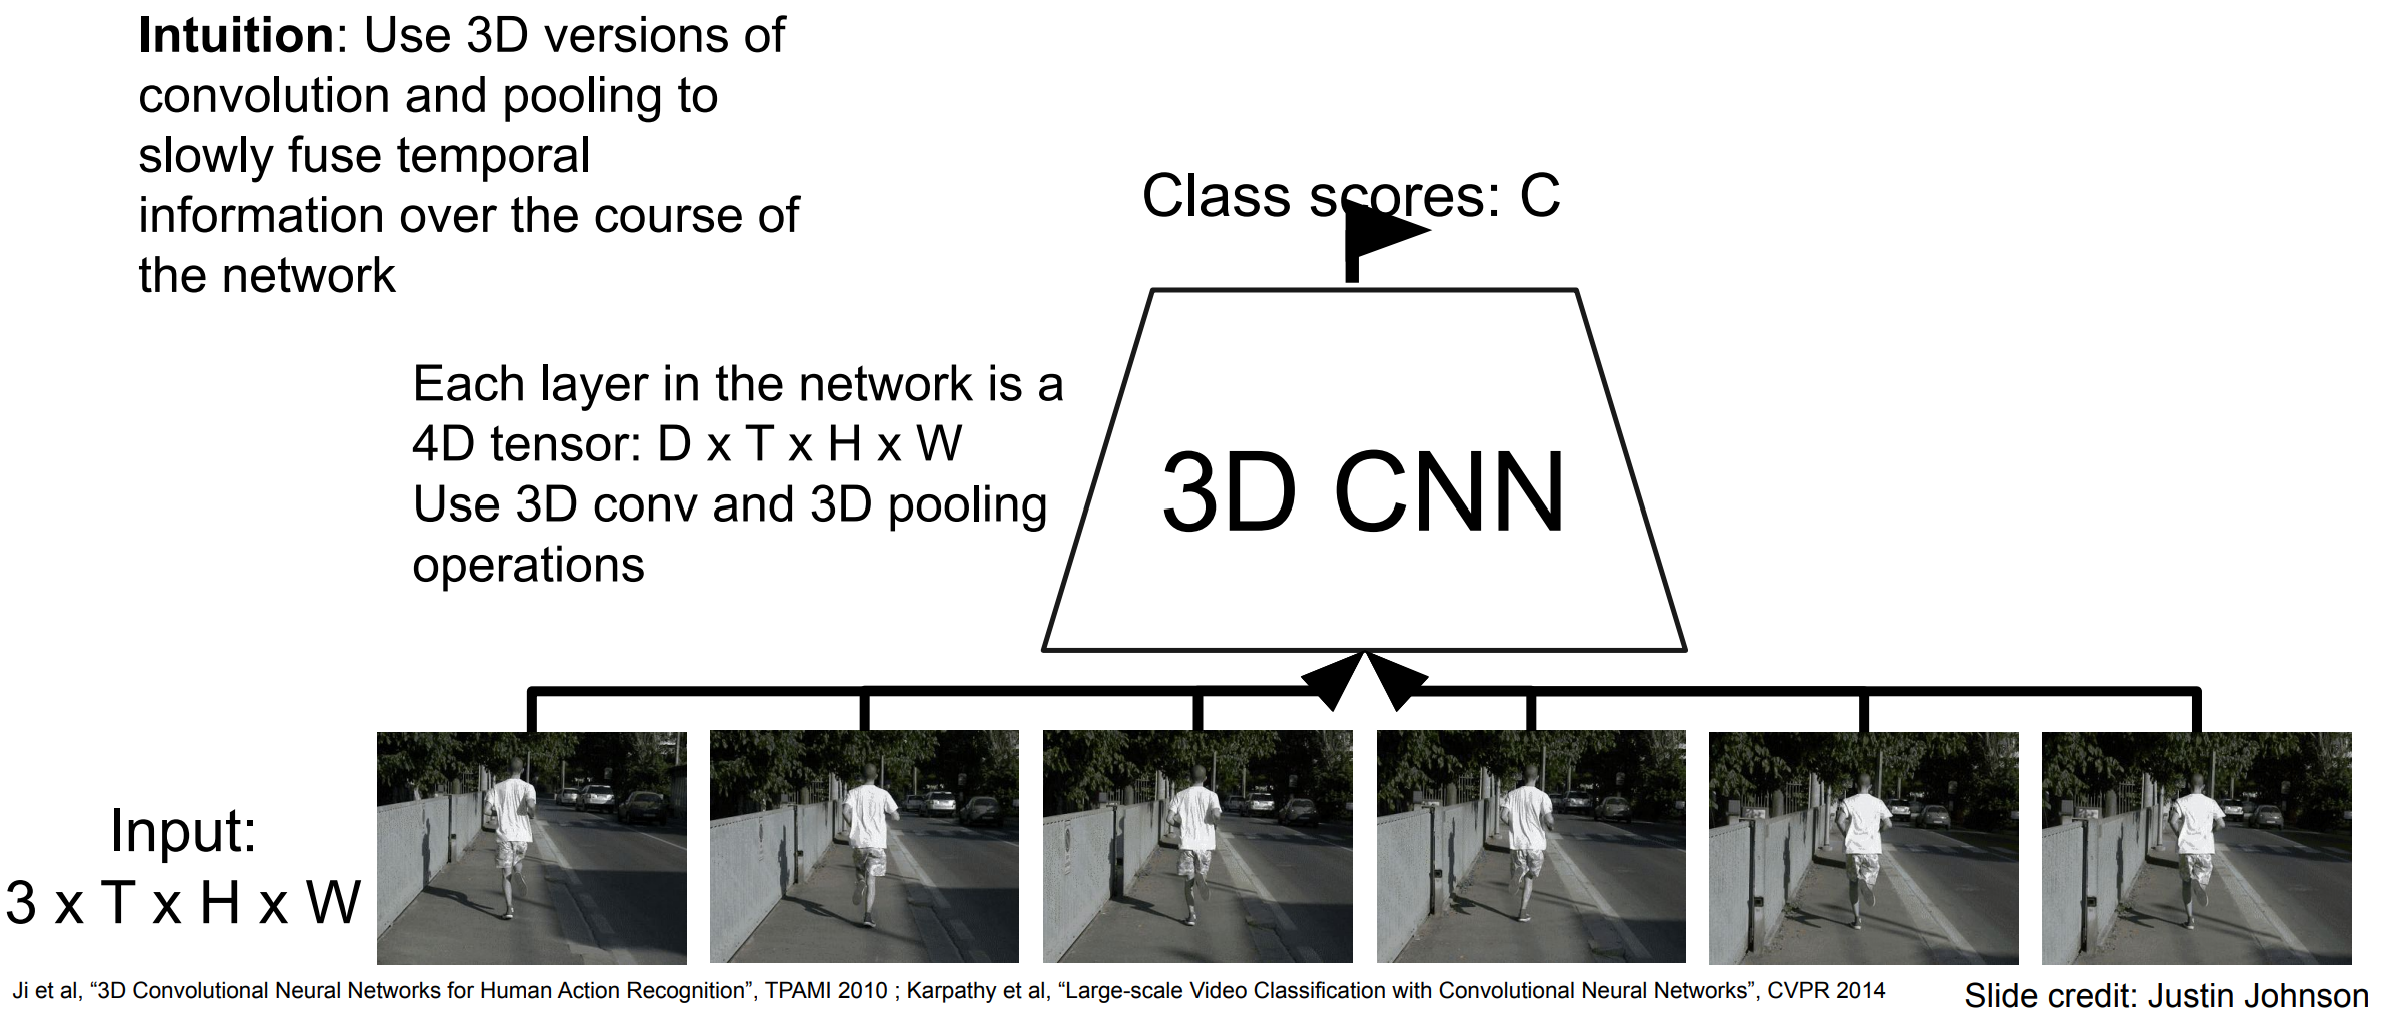 Intuition: Use 3D versions of
convolution and pooling to
slowly fuse temporal
information over the course of
the network
Class scores: C
Each layer in the network is a
4D tensor: D x T x H x W
Use 3D conv and 3D pooling
operations
3D CNN
Input:
3 x T x H x W
Ji et al, “3D Convolutional Neural Networks for Human Action Recognition”, TPAMI 2010 ; Karpathy et al, “Large-scale Video Classification with Convolutional Neural Networks”, CVPR 2014
Slide credit: Justin Johnson